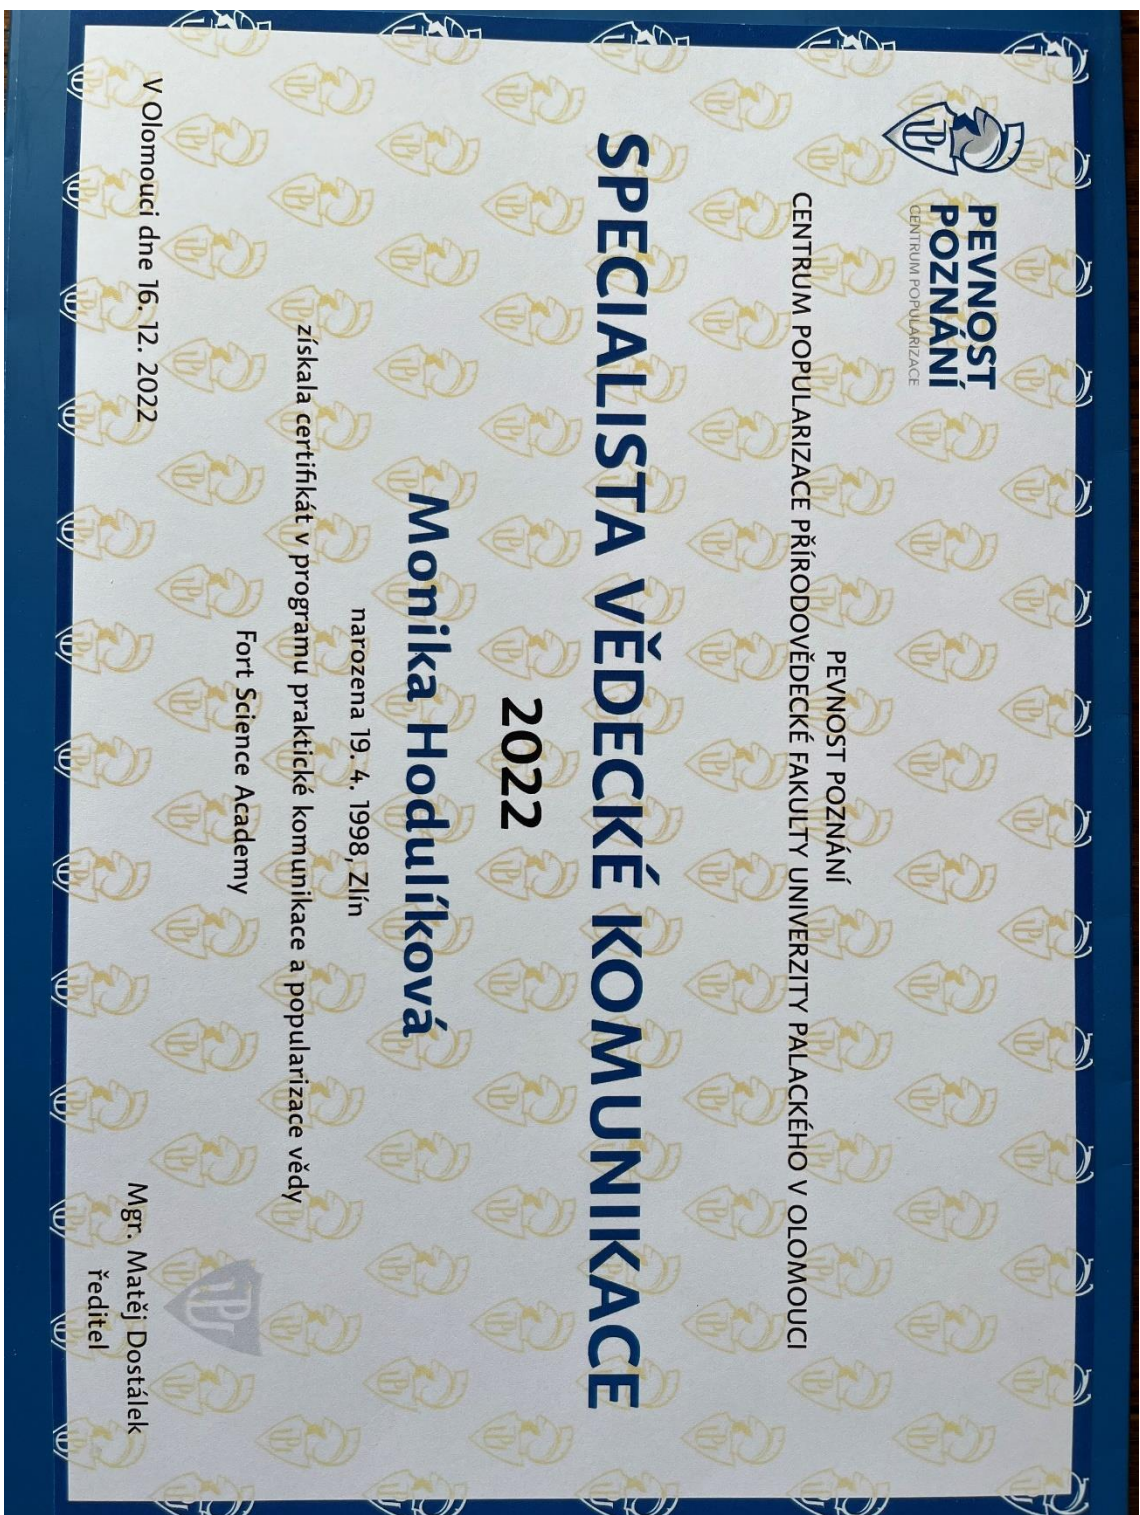 PEVNOST
POZNÁNÍ
CENTRUM POPULARIZACE
PEVNOST POZNÁNÍ
CENTRUM POPULARIZACE PŘÍRODOVĚDECKÉ FAKULTY UNIVERZITY PALACKÉHO V OLOMOUCI
SPECIALISTA VĚDECKÉ KOMUNIKACE
2022
Monika Hodulíková
narozena 19. 4. 1998, Zlín
získala certifikát v programu praktické komunikace a popularizace vědy
Fort Science Academy
V Olomouci dne 16. 12. 2022
Mgr. Matěj Dostálek
ředitel